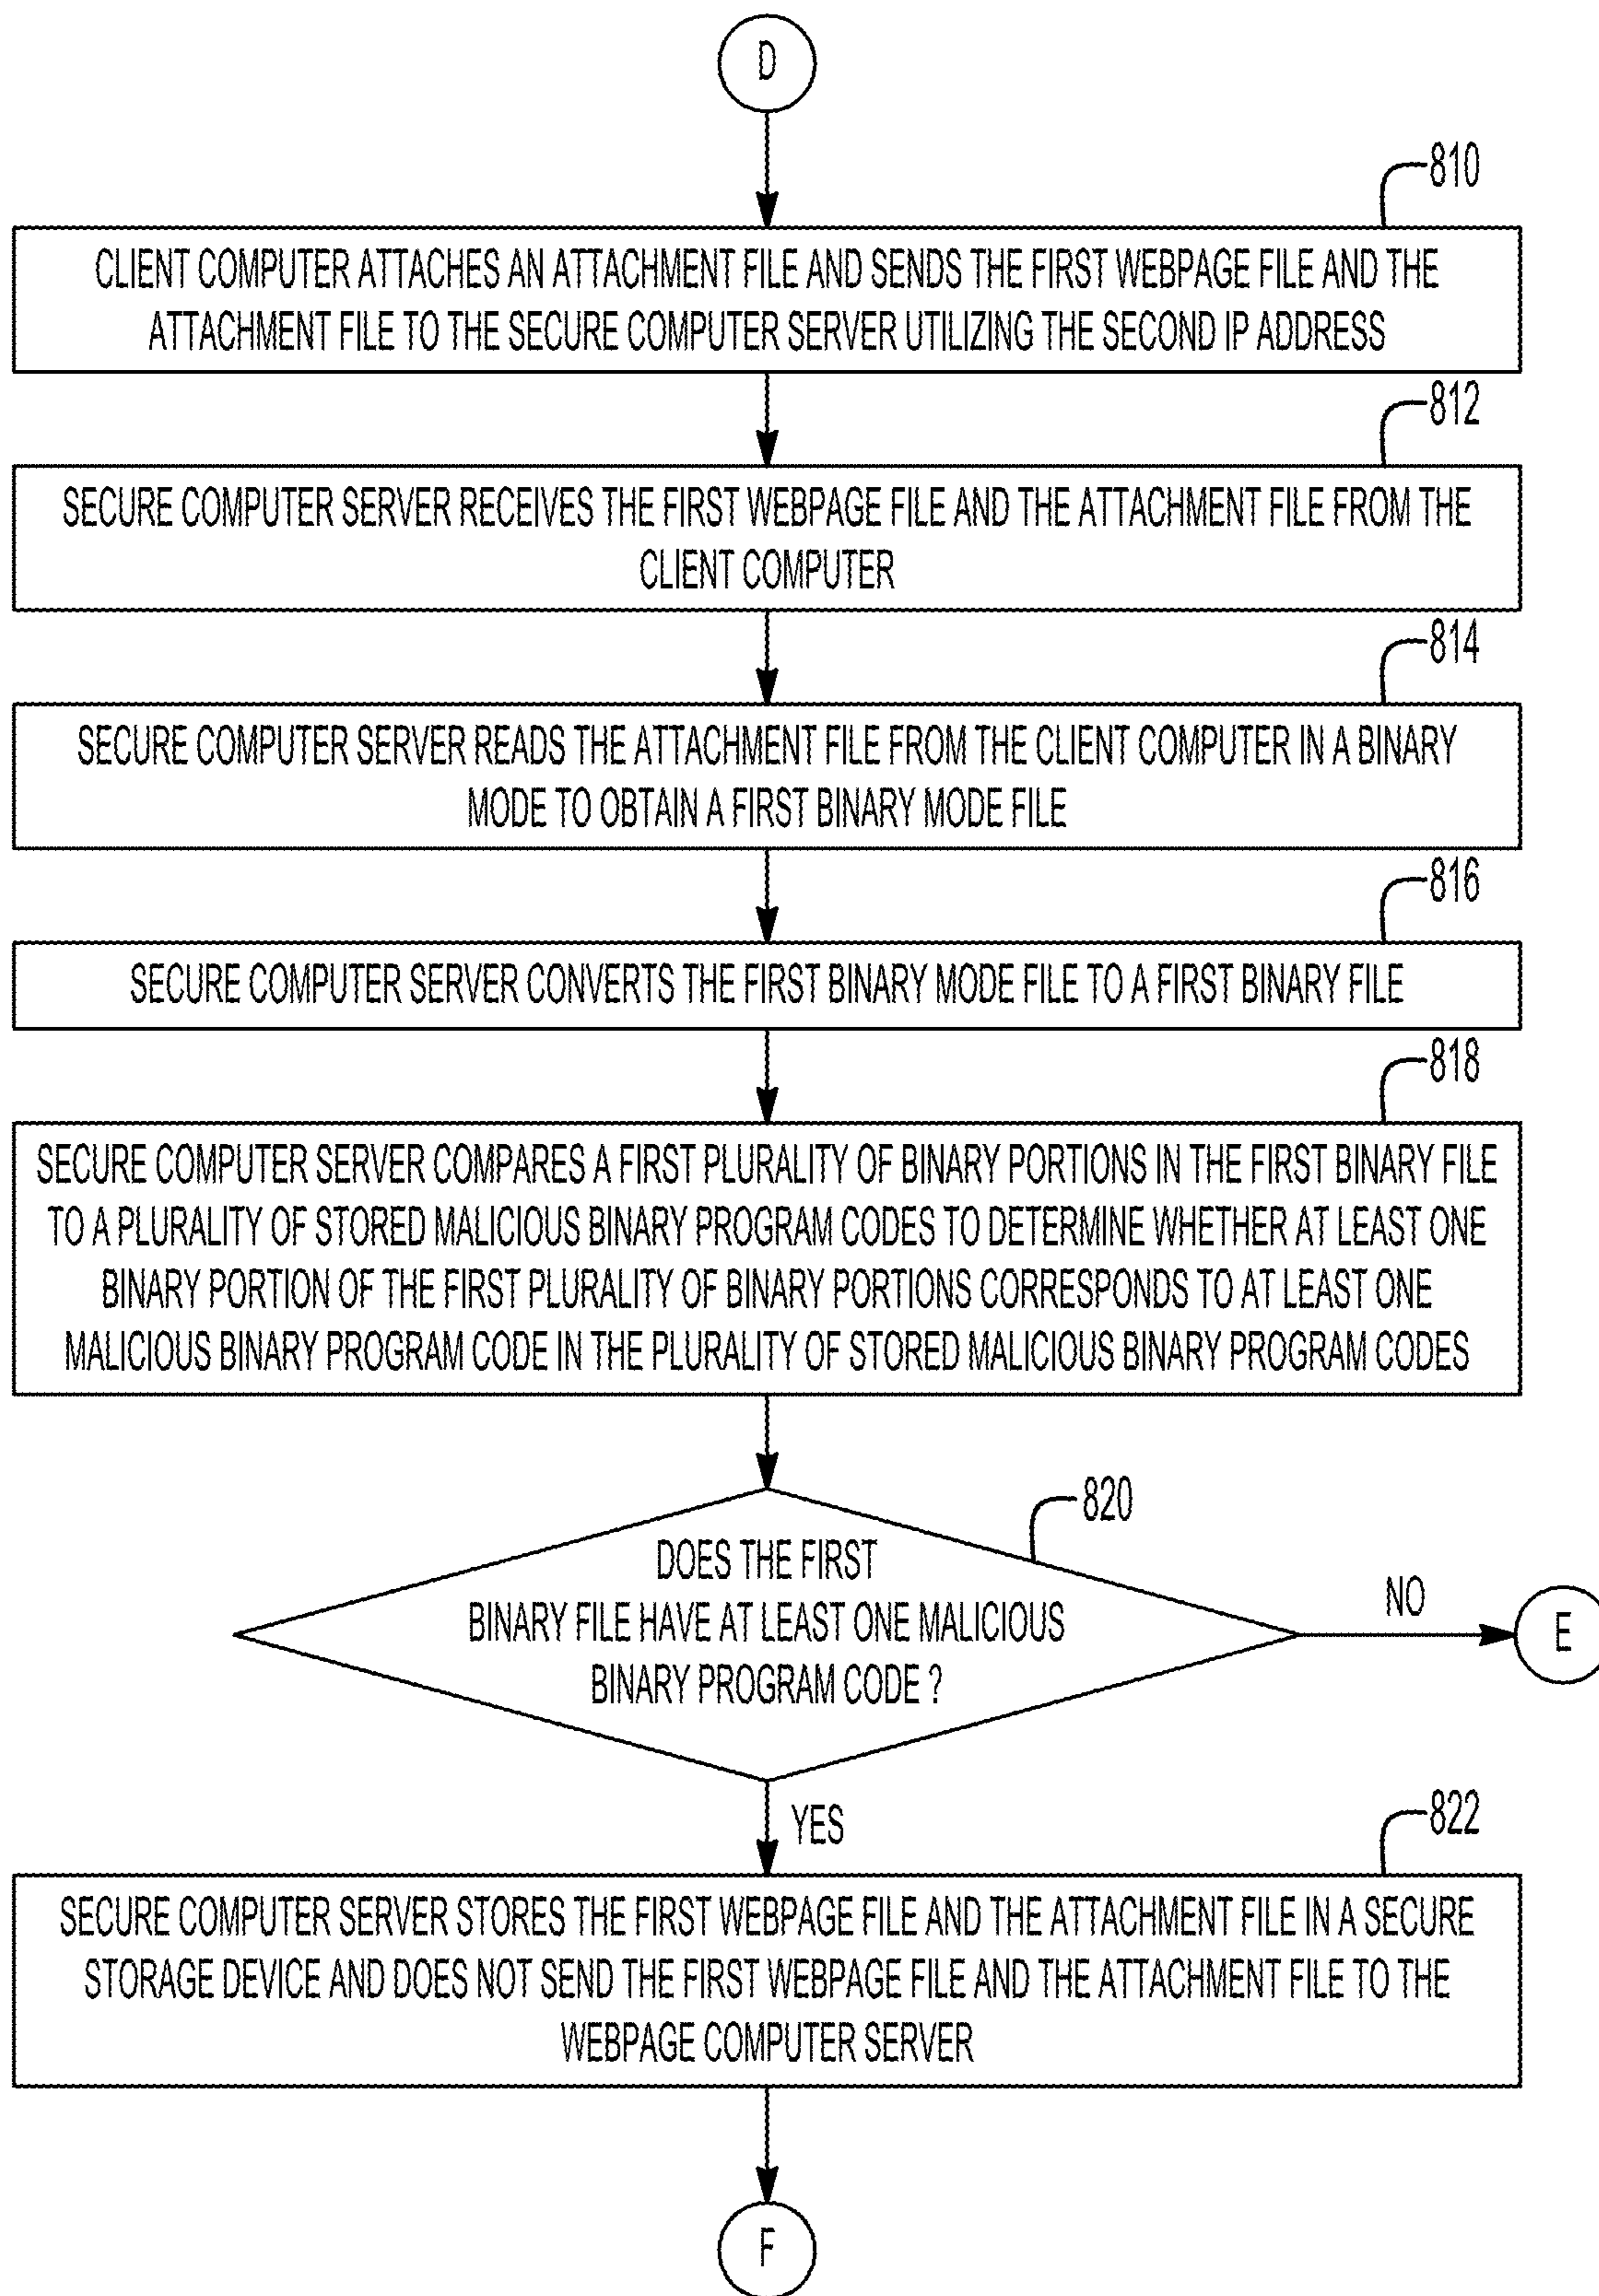 D
810
CLIENT COMPUTER ATTACHES AN ATTACHMENT FILE AND SENDS THE FIRST WEBPAGE FILE AND THE
ATTACHMENT FILE TO THE SECURE COMPUTER SERVER UTILIZING THE SECOND IP ADDRESS
812
SECURE COMPUTER SERVER RECEIVES THE FIRST WEBPAGE FILE AND THE ATTACHMENT FILE FROM THE
CLIENT COMPUTER
814
SECURE COMPUTER SERVER READS THE ATTACHMENT FILE FROM THE CLIENT COMPUTER IN A BINARY
MODE TO OBTAIN A FIRST BINARY MODE FILE
816
SECURE COMPUTER SERVER CONVERTS THE FIRST BINARY MODE FILE TO A FIRST BINARY FILE
818
SECURE COMPUTER SERVER COMPARES A FIRST PLURALITY OF BINARY PORTIONS IN THE FIRST BINARY FILE
TO A PLURALITY OF STORED MALICIOUS BINARY PROGRAM CODES TO DETERMINE WHETHER AT LEAST ONE
BINARY PORTION OF THE FIRST PLURALITY OF BINARY PORTIONS CORRESPONDS TO AT LEAST ONE
MALICIOUS BINARY PROGRAM CODE IN THE PLURALITY OF STORED MALICIOUS BINARY PROGRAM CODES
820
DOES THE FIRST
BINARY FILE HAVE AT LEAST ONE MALICIOUS
BINARY PROGRAM CODE ?
NO
E
YES
822
SECURE COMPUTER SERVER STORES THE FIRST WEBPAGE FILE AND THE ATTACHMENT FILE IN A SECURE
STORAGE DEVICE AND DOES NOT SEND THE FIRST WEBPAGE FILE AND THE ATTACHMENT FILE TO THE
WEBPAGE COMPUTER SERVER
F